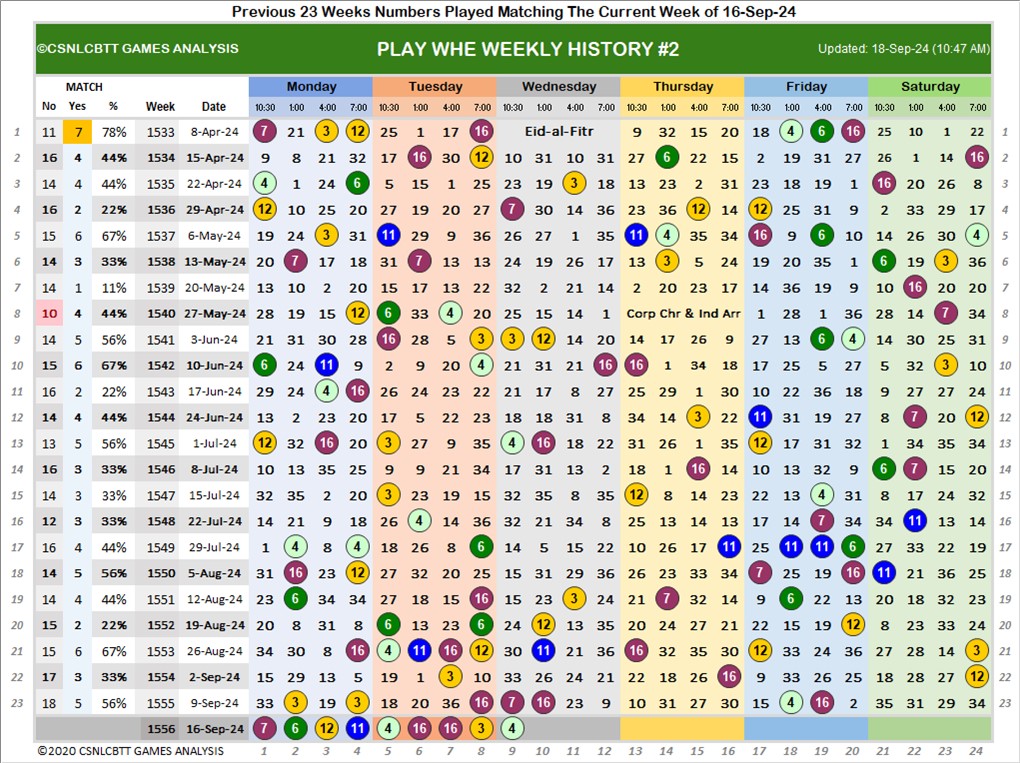 Previous 23 Weeks Numbers Played Matching The Current Week of 16-Sep-24
©CSNLCBTT GAMES ANALYSIS PLAY WHE WEEKLY HISTORY #2 Updated: 18-Sep-24 (10:47 AM)
MATCH Monday Tuesday Wednesday Thursday Friday Saturday
No Yes % Week Date 10:30 1:00 4:00 7:00 10:30 1:00 4:00 7:00 10:30 1:00 4:00 7:00 10:30 1:00 4:00 7:00 10:30 1:00 4:00 7:00 10:30 1:00 4:00 7:00
1 11 7 78% 1533 8-Apr-24 7 21 3 12 25 1 17 16 Eid-al-Fitr 9 32 15 20 18 4 6 16 25 10 1 22 1
2 16 4 44% 1534 15-Apr-24 9 8 21 32 17 16 30 12 10 31 10 31 27 6 22 15 2 19 31 27 26 1 14 16 2
3 14 4 44% 1535 22-Apr-24 4 1 24 6 5 15 1 25 23 19 3 18 13 23 2 31 23 18 19 1 16 20 26 8 3
4 16 2 22% 1536 29-Apr-24 12 10 25 20 27 19 20 27 7 30 14 36 23 36 12 14 12 25 31 9 2 33 29 17 4
5 15 6 67% 1537 6-May-24 19 24 3 31 11 29 9 36 26 27 1 35 11 4 35 34 16 9 6 10 14 26 30 4 5
6 14 3 33% 1538 13-May-24 20 7 17 18 31 7 13 13 24 19 26 17 13 3 5 24 19 20 35 1 6 19 3 36 6
7 14 1 11% 1539 20-May-24 13 10 2 20 15 17 13 22 32 2 21 14 2 20 23 17 14 36 19 9 10 16 20 20 7
8 10 4 44% 1540 27-May-24 28 19 15 12 6 33 4 20 25 15 14 1 Corp Chr & Ind Arr 1 28 1 36 28 14 7 34 8
9 14 5 56% 1541 3-Jun-24 21 31 30 28 16 28 5 3 3 12 14 20 14 17 26 9 27 13 6 4 14 30 25 31 9
10 15 6 67% 1542 10-Jun-24 6 24 11 9 2 9 20 4 21 31 21 16 16 1 34 18 17 25 5 27 5 32 3 10 10
11 16 2 22% 1543 17-Jun-24 29 24 4 16 26 24 23 22 21 27 13 8 25 29 1 30 10 22 36 18 9 27 27 24 11
12 14 4 44% 1544 24-Jun-24 13 2 23 20 17 5 22 23 18 18 31 8 34 14 3 22 11 31 19 27 8 7 20 12 12
13 13 5 56% 1545 1-Jul-24 12 32 16 20 3 27 9 35 4 16 18 22 31 26 1 35 12 17 31 32 1 34 35 34 13
14 16 3 33% 1546 8-Jul-24 10 13 35 25 9 9 21 34 17 31 13 2 18 1 16 14 10 13 32 9 6 7 15 20 14
15 14 3 33% 1547 15-Jul-24 32 35 2 20 3 23 19 15 32 35 8 35 12 8 14 23 22 13 4 31 8 17 24 32 15
16 12 3 33% 1548 22-Jul-24 14 21 9 18 26 4 14 36 32 21 34 8 25 13 14 13 17 14 7 34 34 11 13 14 16
17 16 4 44% 1549 29-Jul-24 1 4 8 4 18 26 8 6 14 5 15 22 10 26 17 11 25 11 11 6 27 33 22 19 17
18 14 5 56% 1550 5-Aug-24 31 16 23 12 27 32 20 25 15 31 29 36 26 23 33 34 7 25 19 16 11 21 36 25 18
19 14 4 44% 1551 12-Aug-24 23 6 34 34 27 18 15 16 15 23 3 24 21 7 32 14 9 6 22 13 20 18 32 23 19
20 15 2 22% 1552 19-Aug-24 20 8 31 8 6 13 23 6 24 12 13 35 20 24 27 21 22 15 20 12 8 23 33 24 20
21 15 6 67% 1553 26-Aug-24 34 30 8 16 4 11 16 12 30 11 21 36 16 32 35 30 12 33 24 36 27 28 14 3 21
22 17 3 33% 1554 2-Sep-24 15 29 13 5 19 1 3 10 33 26 24 21 22 18 26 16 9 33 26 25 18 28 27 12 22
23 18 5 56% 1555 9-Sep-24 33 3 19 3 18 20 36 16 7 16 23 9 10 31 27 30 15 4 16 2 35 31 29 34 23
1556 16-Sep-24 7 6 12 11 4 16 16 3 4
©2020 CSNLCBTT GAMES ANALYSIS 1 2 3 4 5 6 7 8 9 10 11 12 13 14 15 16 17 18 19 20 21 22 23 24